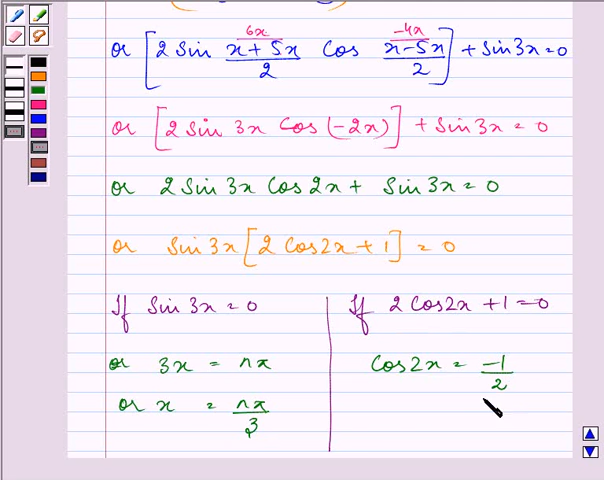 6x -4x
or [2 Sin x + 5x/2 Cos x - 5x/2] + Sin 3x = 0
or [2 Sin 3x Cos (-2x)] + Sin 3x = 0
or 2 Sin 3x Cos 2x + Sin 3x = 0
or Sin 3x [2 Cos 2x + 1] = 0
If Sin 3x = 0
or 3x = nπ
or x = nπ/3
If 2 Cos 2x + 1 = 0
Cos 2x = -1/2